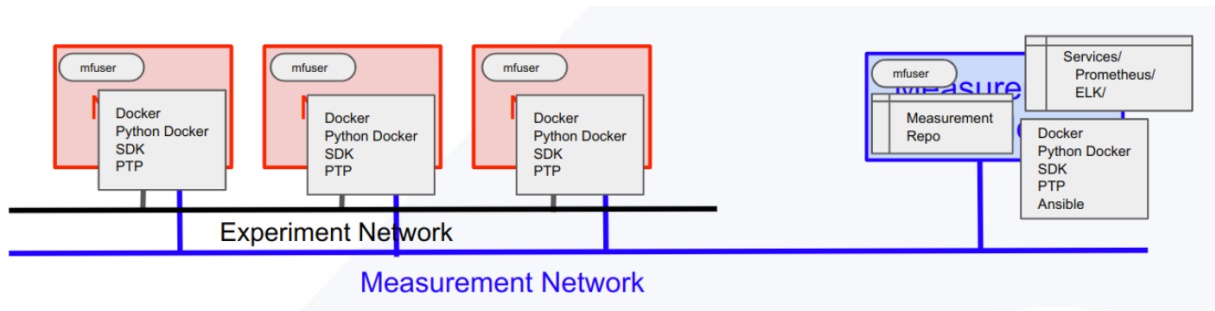 mfuser
Docker
Python Docker
SDK
PTP
mfuser
Docker
Python Docker
SDK
PTP
mfuser
Docker
Python Docker
SDK
PTP
mfuser
Measure
Measurement
Repo
Services/
Prometheus/
ELK/
Docker
Python Docker
SDK
PTP
Ansible
Experiment Network
Measurement Network